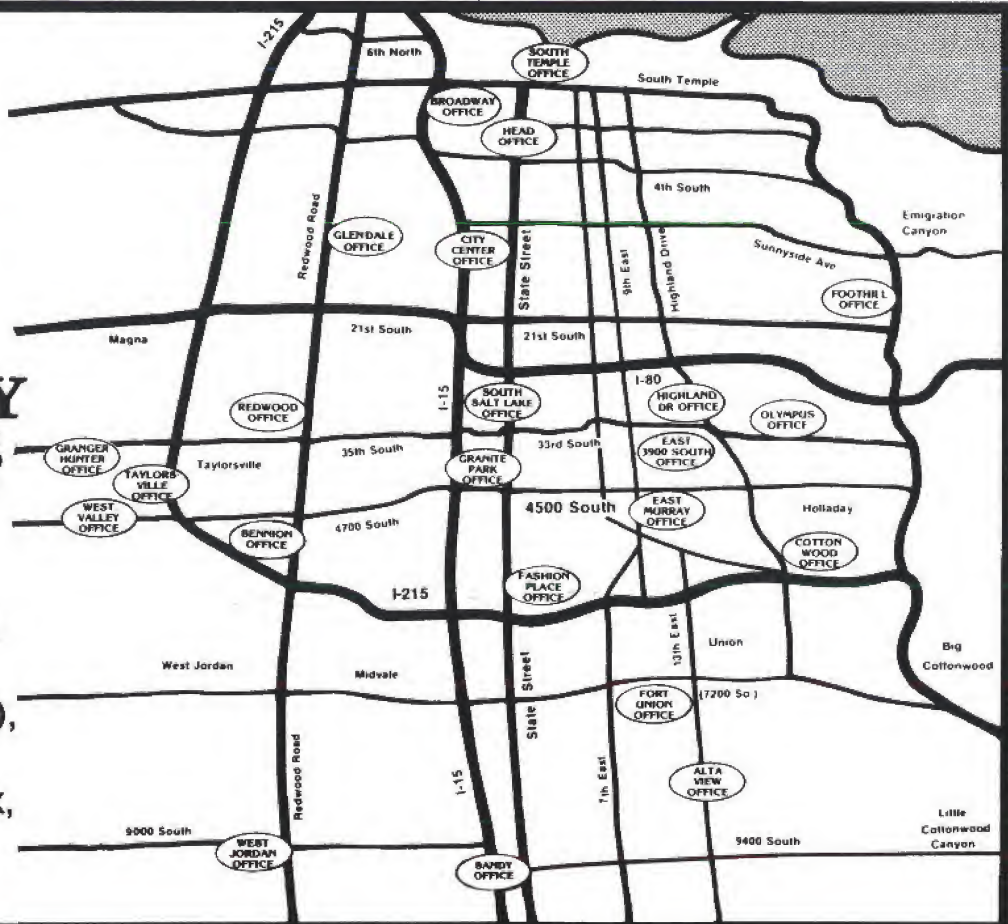 I-215
6th North
SOUTH
TEMPLE
OFFICE
South Temple
BROADWAY
OFFICE
HEAD
OFFICE
4th South
Emigration
Canyon
Redwood Road
GLENDALE
OFFICE
CITY
CENTER
OFFICE
State Street
9th East
Highland Drive
Sunnyside Ave
FOOTHILL
OFFICE
Magna
21st South
21st South
Y
I-15
I-80
REDWOOD
OFFICE
SOUTH
SALT LAKE
OFFICE
HIGHLAND
DR OFFICE
OLYMPUS
OFFICE
GRANGER
HUNTER
OFFICE
Taylorsville
35th South
33rd South
EAST
3900 SOUTH
OFFICE
TAYLORS
VILLE
OFFICE
GRANITE
PARK
OFFICE
WEST
VALLEY
OFFICE
4700 South
4500 South
EAST
MURRAY
OFFICE
Holladay
BENNION
OFFICE
COTTON
WOOD
OFFICE
I-215
FASHION
PLACE
OFFICE
13th East
Union
Big
Cottonwood
West Jordan
Midvale
State Street
FORT
UNION
OFFICE
(7200 So)
),
Redwood Road
I-15
7th East
ALTA
VIEW
OFFICE
,
9000 South
WEST
JORDAN
OFFICE
SANDY
OFFICE
9400 South
Little
Cottonwood
Canyon